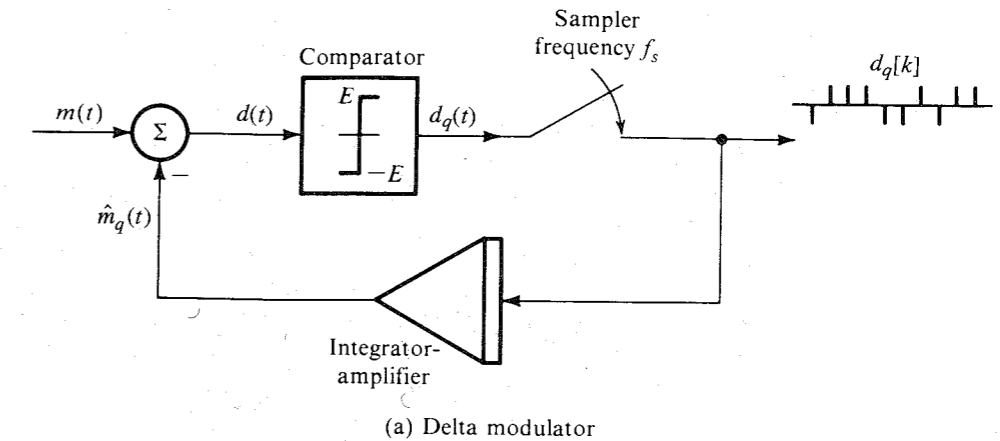 Sampler
frequency f_s
Comparator
d_q[k]
E
m(t)
Σ
d(t)
d_q(t)
−E
−
m̂_q(t)
Integrator-
amplifier
(a) Delta modulator